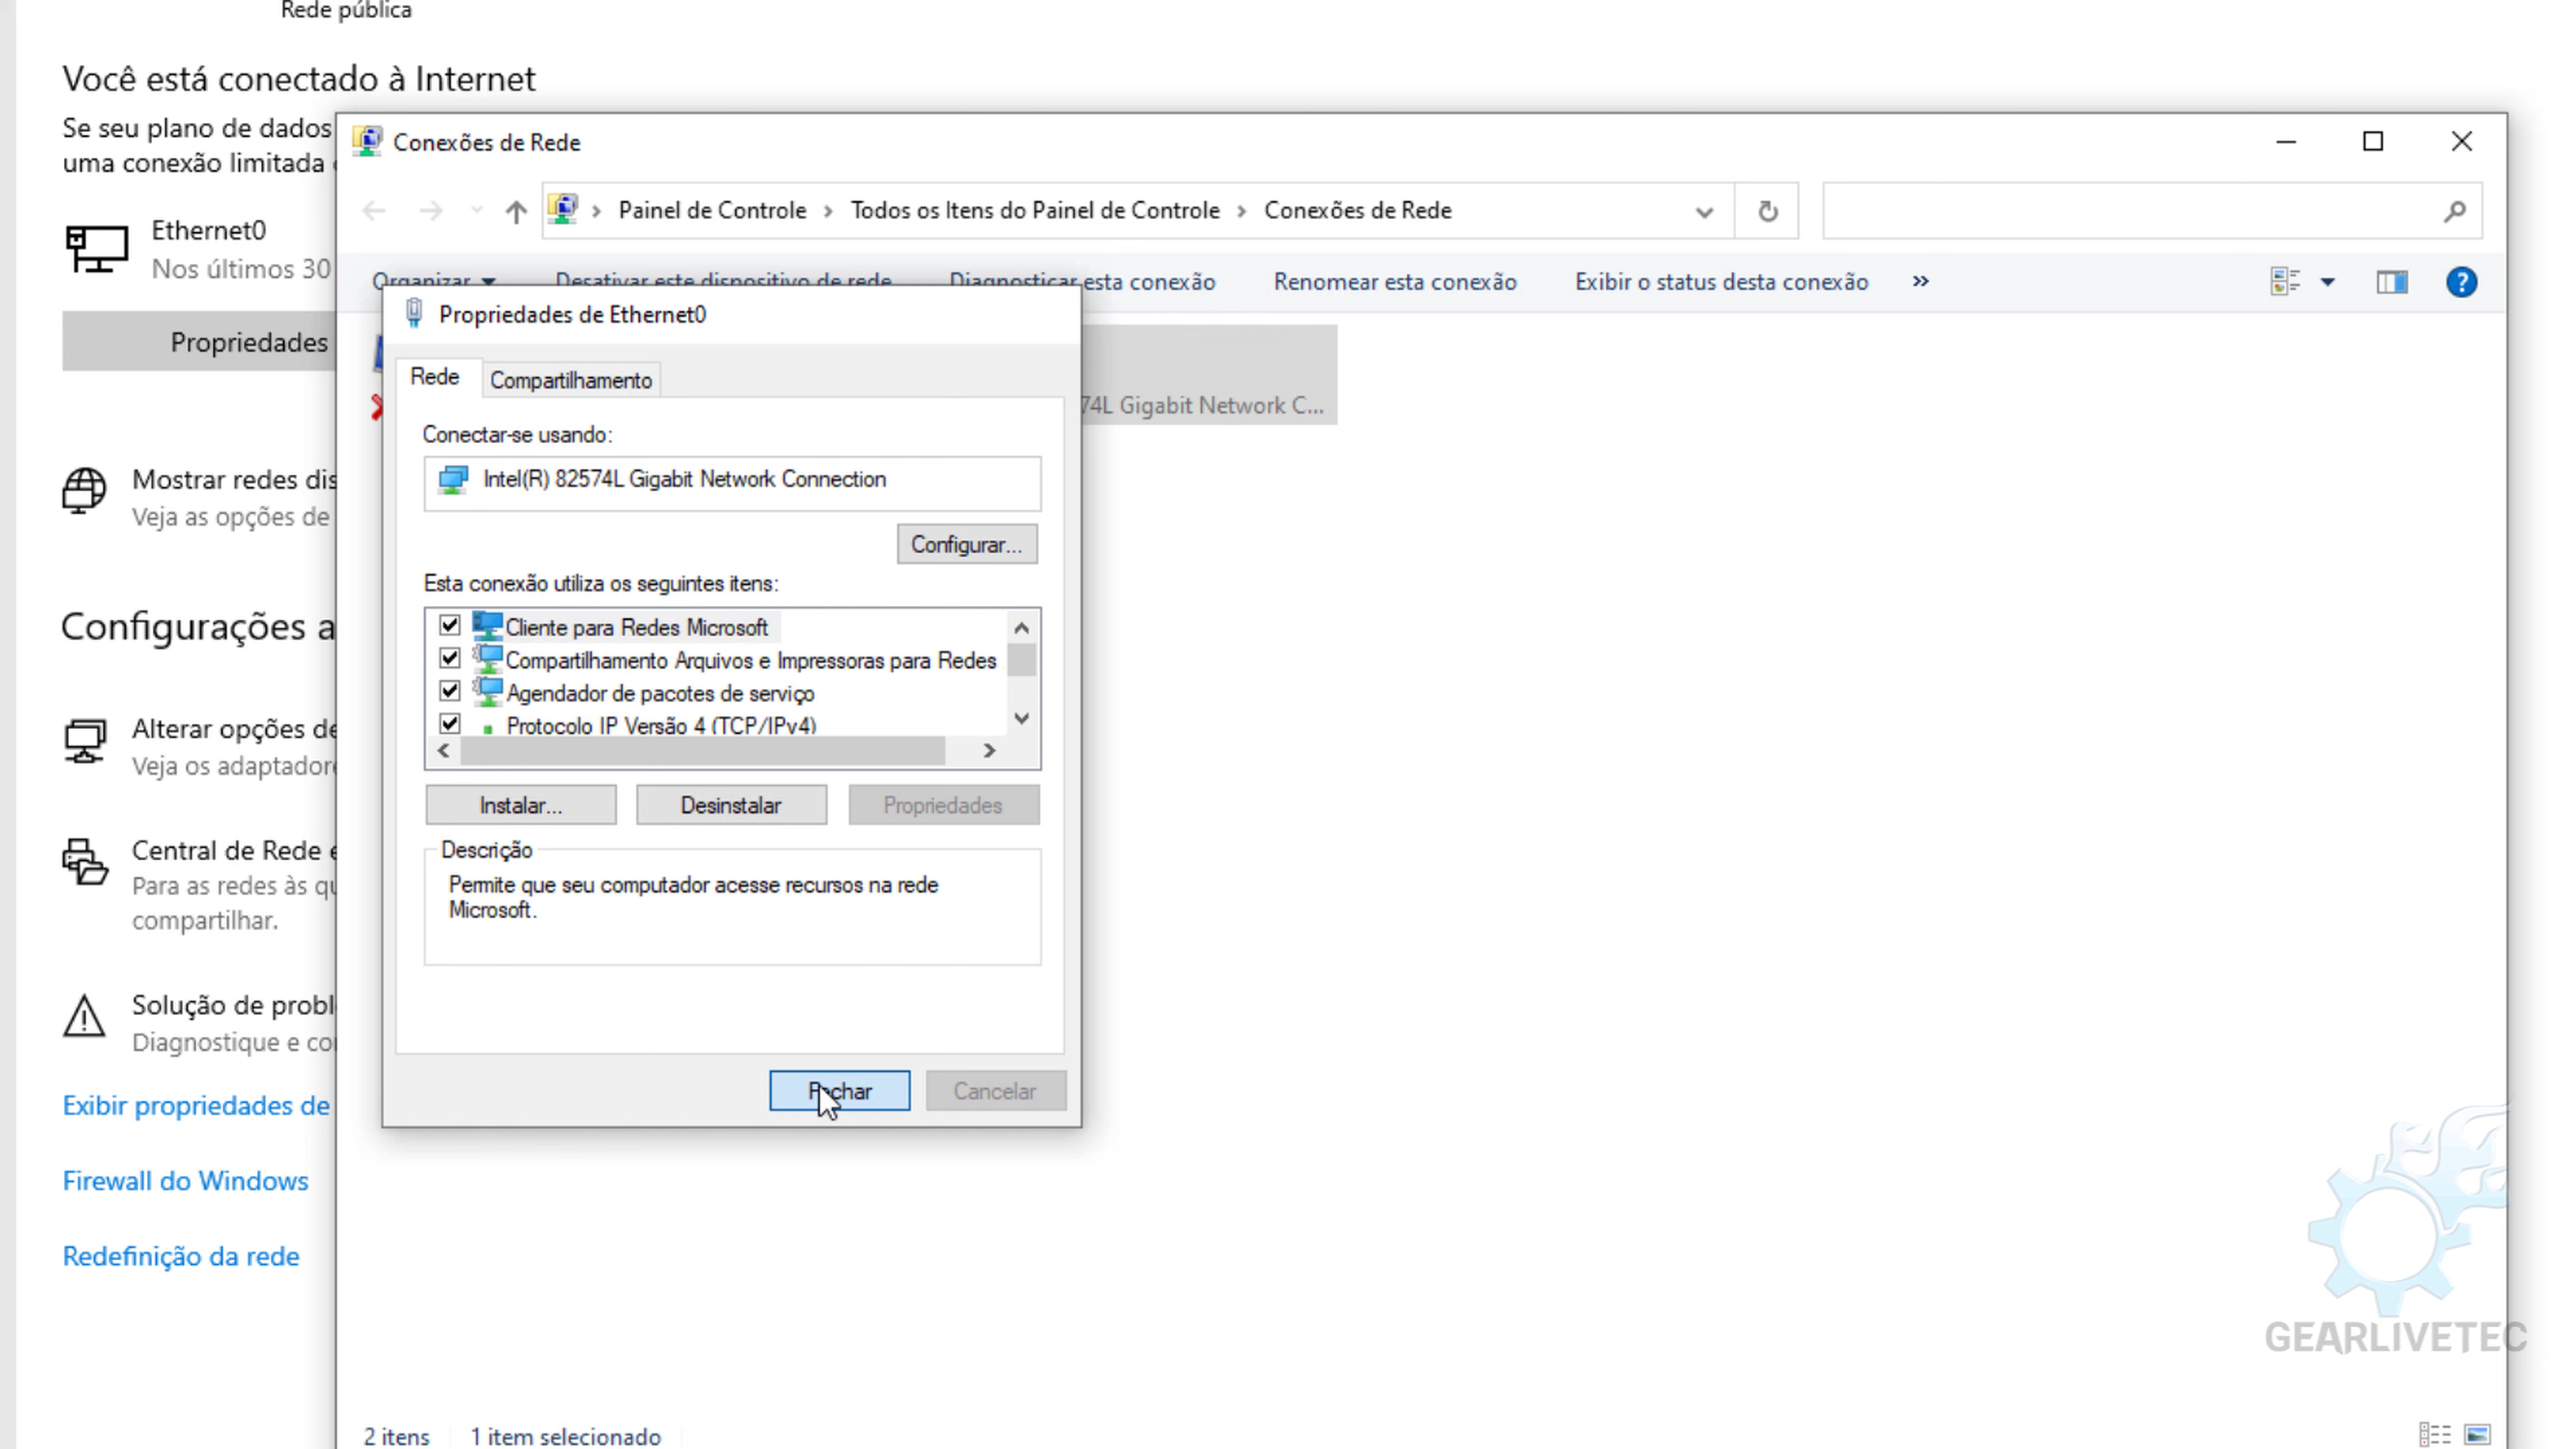 Rede pública
Você está conectado à Internet
Se seu plano de dados
uma conexão limitada
Ethernet0
Nos últimos 30
Propriedades
Mostrar redes dis
Veja as opções de
Configurações a
Alterar opções de
Veja os adaptadore
Central de Rede e
Para as redes às qu
compartilhar.
Solução de probl
Diagnostique e co
Exibir propriedades de
Firewall do Windows
Redefinição da rede
Conexões de Rede
Painel de Controle › Todos os Itens do Painel de Controle › Conexões de Rede
Organizar Desativar este dispositivo de rede Diagnosticar esta conexão Renomear esta conexão Exibir o status desta conexão »
74L Gigabit Network C...
Propriedades de Ethernet0
Rede Compartilhamento
Conectar-se usando:
Intel(R) 82574L Gigabit Network Connection
Configurar...
Esta conexão utiliza os seguintes itens:
Cliente para Redes Microsoft
Compartilhamento Arquivos e Impressoras para Redes
Agendador de pacotes de serviço
Protocolo IP Versão 4 (TCP/IPv4)
Instalar... Desinstalar Propriedades
Descrição
Permite que seu computador acesse recursos na rede
Microsoft.
Fechar Cancelar
2 itens 1 item selecionado
GEARLIVETEC